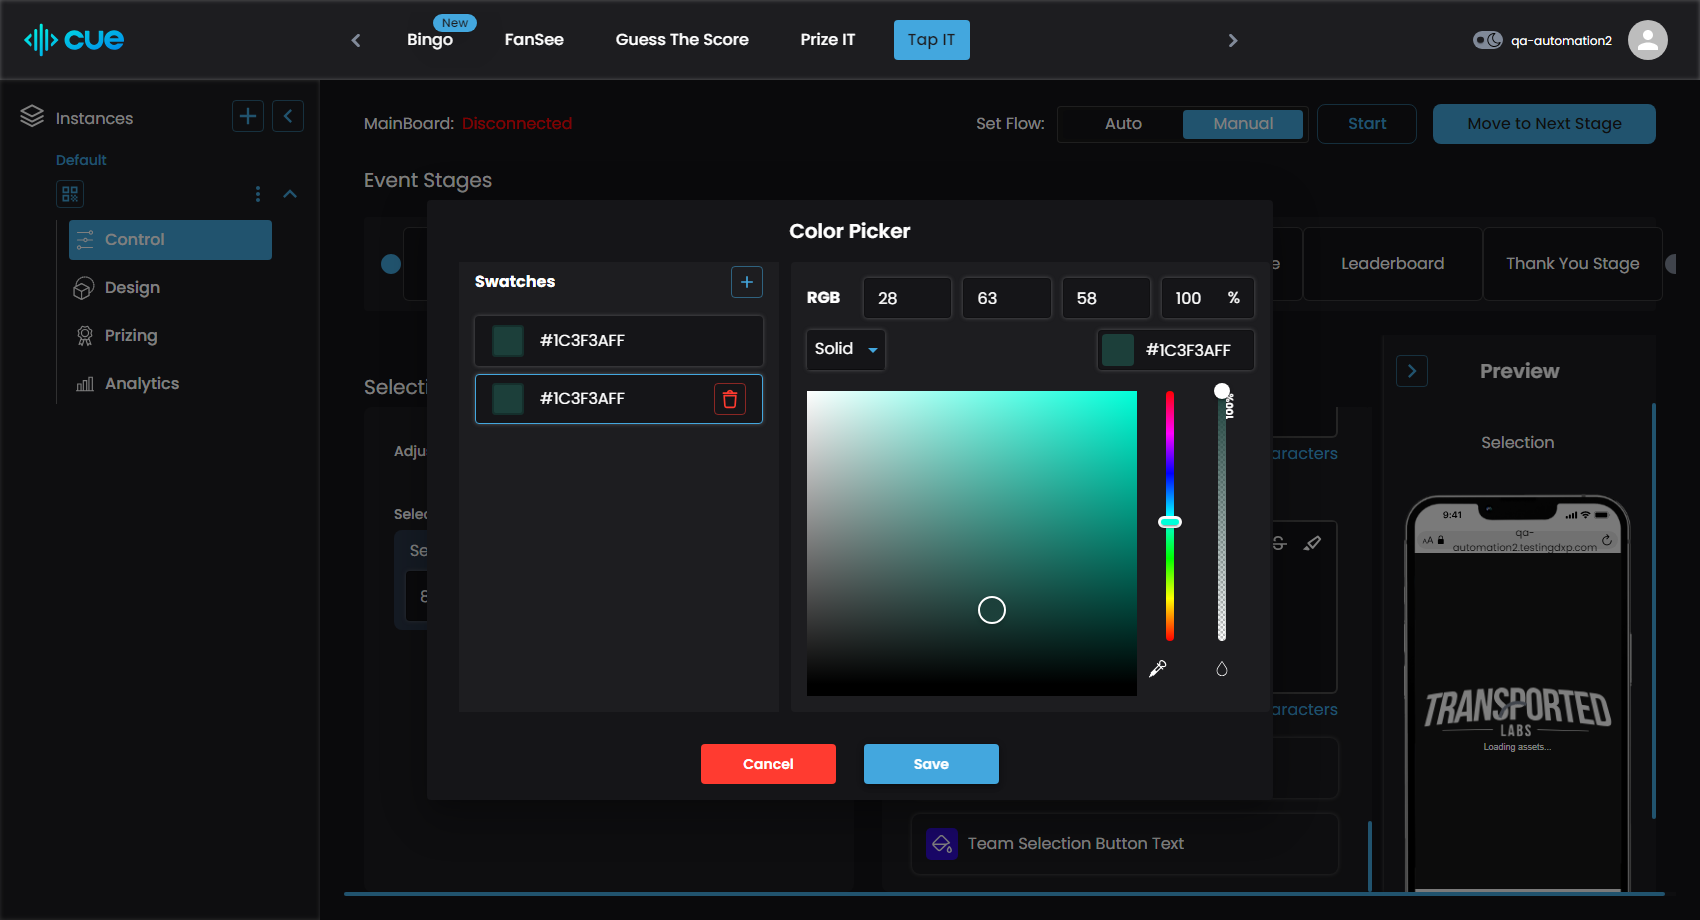 cue
New
Bingo
FanSee
Guess The Score
Prize IT
Tap IT
qa-automation2
Instances
Default
Control
Design
Prizing
Analytics
MainBoard: Disconnected
Set Flow:
Auto
Manual
Start
Move to Next Stage
Event Stages
e
Leaderboard
Thank You Stage
Color Picker
Swatches
#1C3F3AFF
#1C3F3AFF
RGB
28
63
58
100 %
Solid
#1C3F3AFF
100%
Cancel
Save
Selecti
Adju
Selec
Se
8
aracters
aracters
Team Selection Button Text
Preview
Selection
9:41
AA
qa-
automation2.testingdxp.com
TRANSPORTED
LABS
Loading assets...